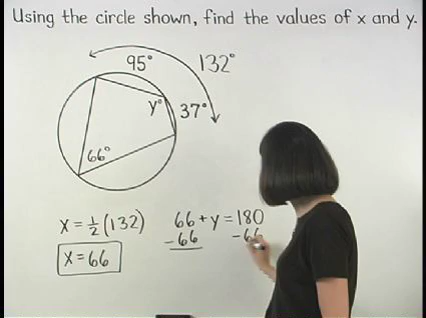 Using the circle shown, find the values of x and y.
95°
132°
y°
37°
66°
x = ½(132)
66 + y = 180
-66
-66
x = 66